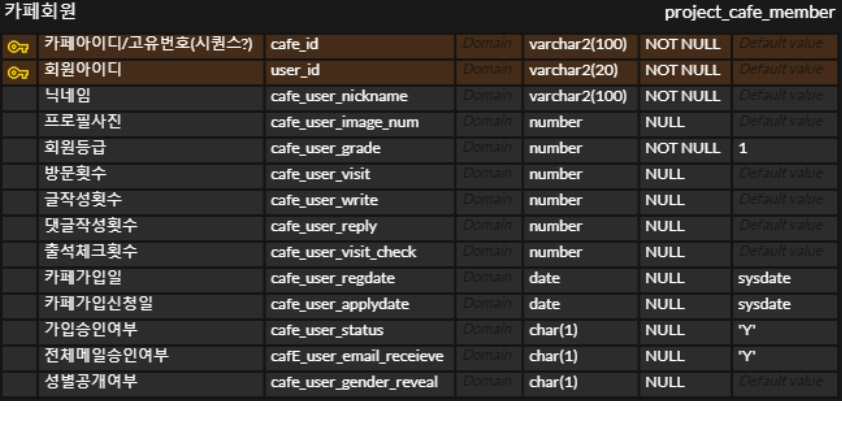 카페회원 project_cafe_member
카페아이디/고유번호(시퀀스?) cafe_id Domain varchar2(100) NOT NULL Default value
회원아이디 user_id Domain varchar2(20) NOT NULL Default value
닉네임 cafe_user_nickname Domain varchar2(100) NOT NULL Default value
프로필사진 cafe_user_image_num Domain number NULL Default value
회원등급 cafe_user_grade Domain number NOT NULL 1
방문횟수 cafe_user_visit Domain number NULL Default value
글작성횟수 cafe_user_write Domain number NULL Default value
댓글작성횟수 cafe_user_reply Domain number NULL Default value
출석체크횟수 cafe_user_visit_check Domain number NULL Default value
카페가입일 cafe_user_regdate Domain date NULL sysdate
카페가입신청일 cafe_user_applydate Domain date NULL sysdate
가입승인여부 cafe_user_status Domain char(1) NULL 'Y'
전체메일승인여부 cafE_user_email_receieve Domain char(1) NULL 'Y'
성별공개여부 cafe_user_gender_reveal Domain char(1) NULL Default value